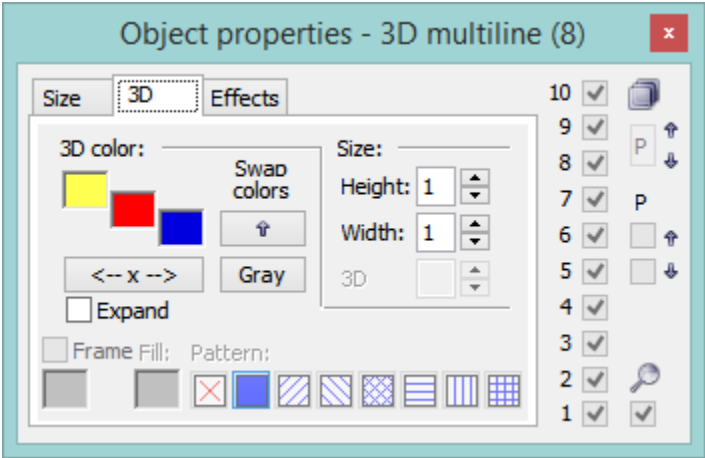 Object properties - 3D multiline (8)
x
Size 3D Effects
3D color:
Swap
colors
<-- x --> Gray
Expand
Size:
Height: 1
Width: 1
3D
Frame Fill: Pattern:
10
9
8 P
7 P
6
5
4
3
2
1